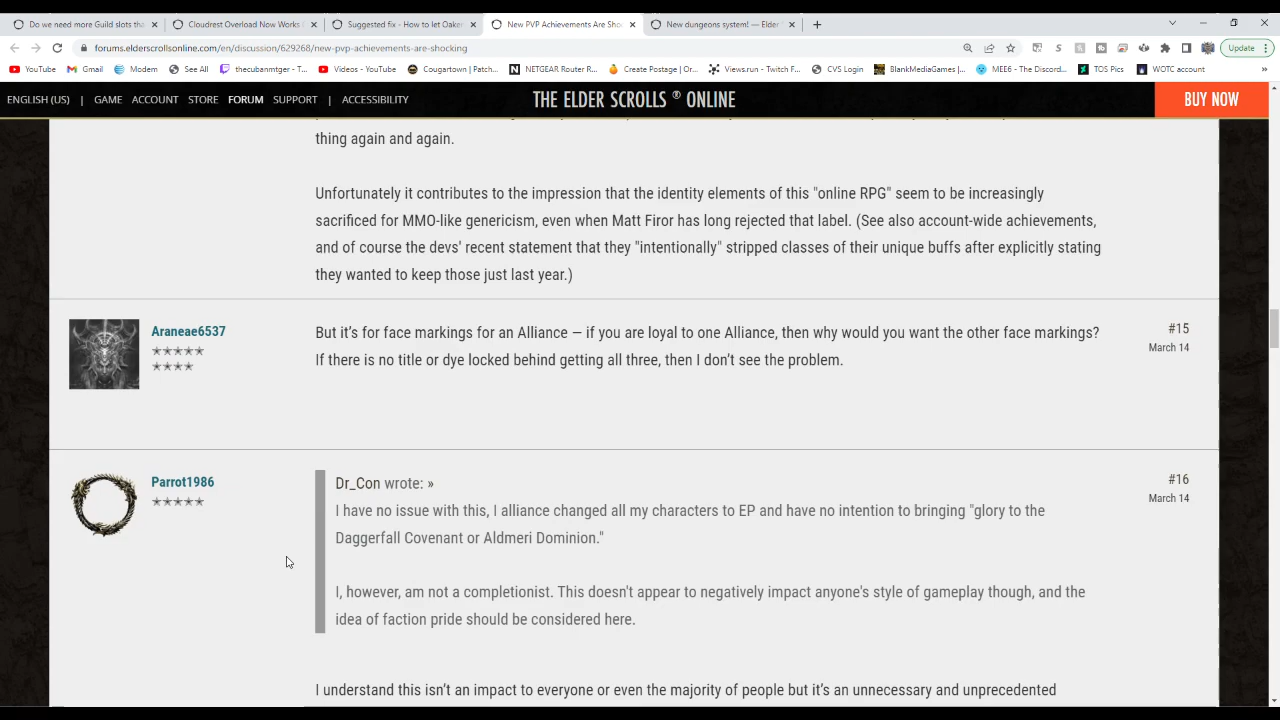 Do we need more Guild slots tha
Cloudrest Overload Now Works
Suggested fix - How to let Oaken
New PVP Achievements Are Sho
New dungeons system! — Elder
forums.elderscrollsonline.com/en/discussion/629268/new-pvp-achievements-are-shocking
Update
YouTube
Gmail
Modem
See All
thecubanmtger - T...
Videos - YouTube
Cougartown | Patch...
NETGEAR Router R...
Create Postage | Or...
Views.run - Twitch F...
CVS Login
BlankMediaGames |...
MEE6 - The Discord...
TOS Pics
WOTC account
»
ENGLISH (US) | GAME ACCOUNT STORE FORUM SUPPORT | ACCESSIBILITY
THE ELDER SCROLLS ® ONLINE
BUY NOW
thing again and again.
Unfortunately it contributes to the impression that the identity elements of this "online RPG" seem to be increasingly
sacrificed for MMO-like genericism, even when Matt Firor has long rejected that label. (See also account-wide achievements,
and of course the devs' recent statement that they "intentionally" stripped classes of their unique buffs after explicitly stating
they wanted to keep those just last year.)
Araneae6537
But it's for face markings for an Alliance — if you are loyal to one Alliance, then why would you want the other face markings?
If there is no title or dye locked behind getting all three, then I don't see the problem.
#15
March 14
Parrot1986
Dr_Con wrote: »
I have no issue with this, I alliance changed all my characters to EP and have no intention to bringing "glory to the
Daggerfall Covenant or Aldmeri Dominion."
I, however, am not a completionist. This doesn't appear to negatively impact anyone's style of gameplay though, and the
idea of faction pride should be considered here.
#16
March 14
I understand this isn't an impact to everyone or even the majority of people but it's an unnecessary and unprecedented